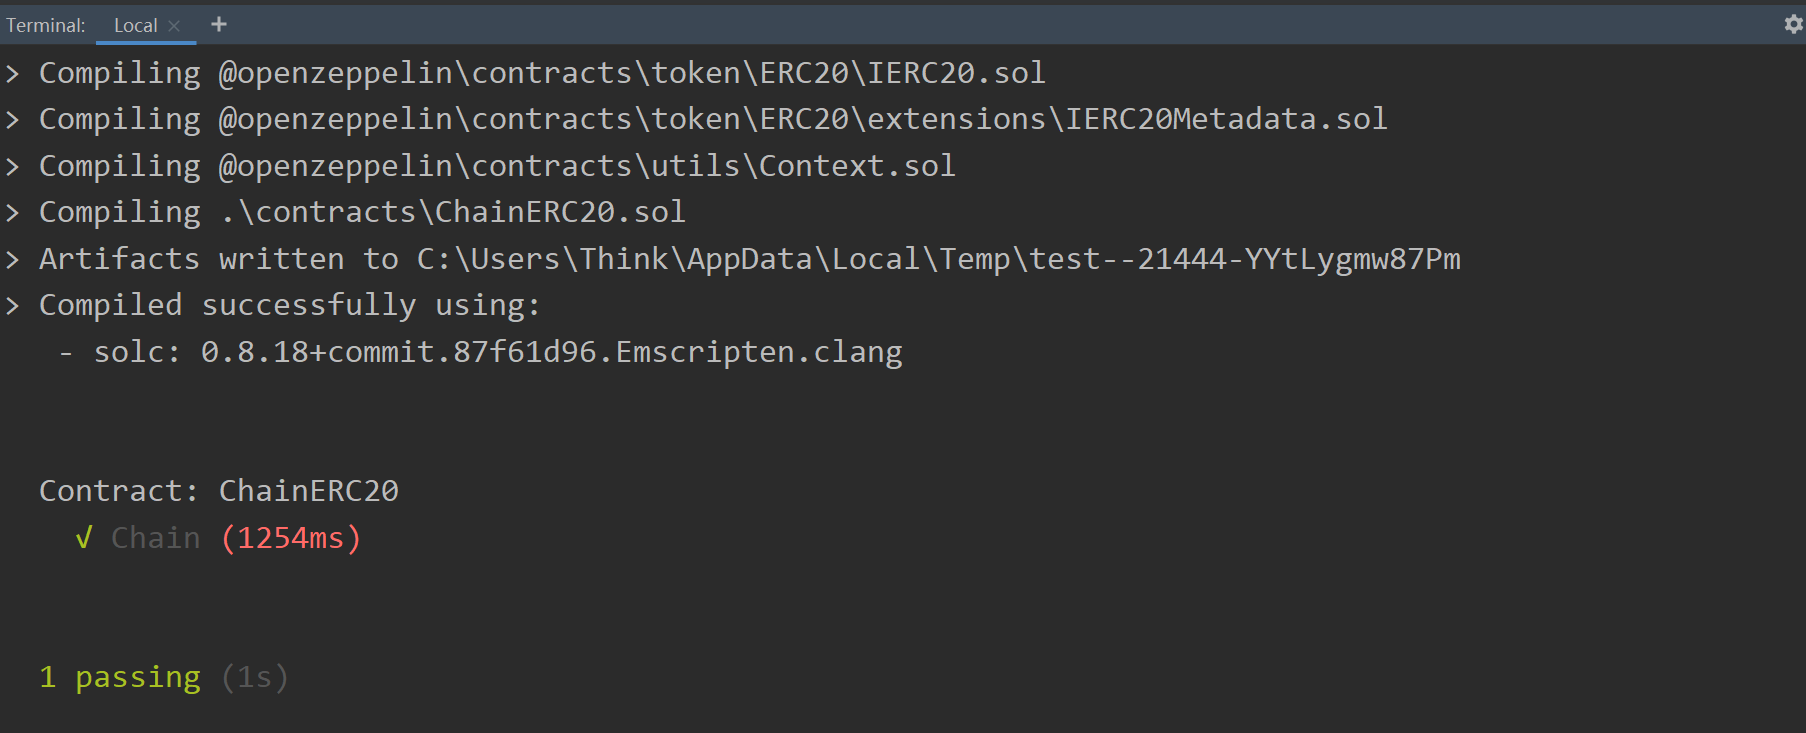 Terminal: Local × +
> Compiling @openzeppelin\contracts\token\ERC20\IERC20.sol
> Compiling @openzeppelin\contracts\token\ERC20\extensions\IERC20Metadata.sol
> Compiling @openzeppelin\contracts\utils\Context.sol
> Compiling .\contracts\ChainERC20.sol
> Artifacts written to C:\Users\Think\AppData\Local\Temp\test--21444-YYtLygmw87Pm
> Compiled successfully using:
- solc: 0.8.18+commit.87f61d96.Emscripten.clang
Contract: ChainERC20
√ Chain (1254ms)
1 passing (1s)